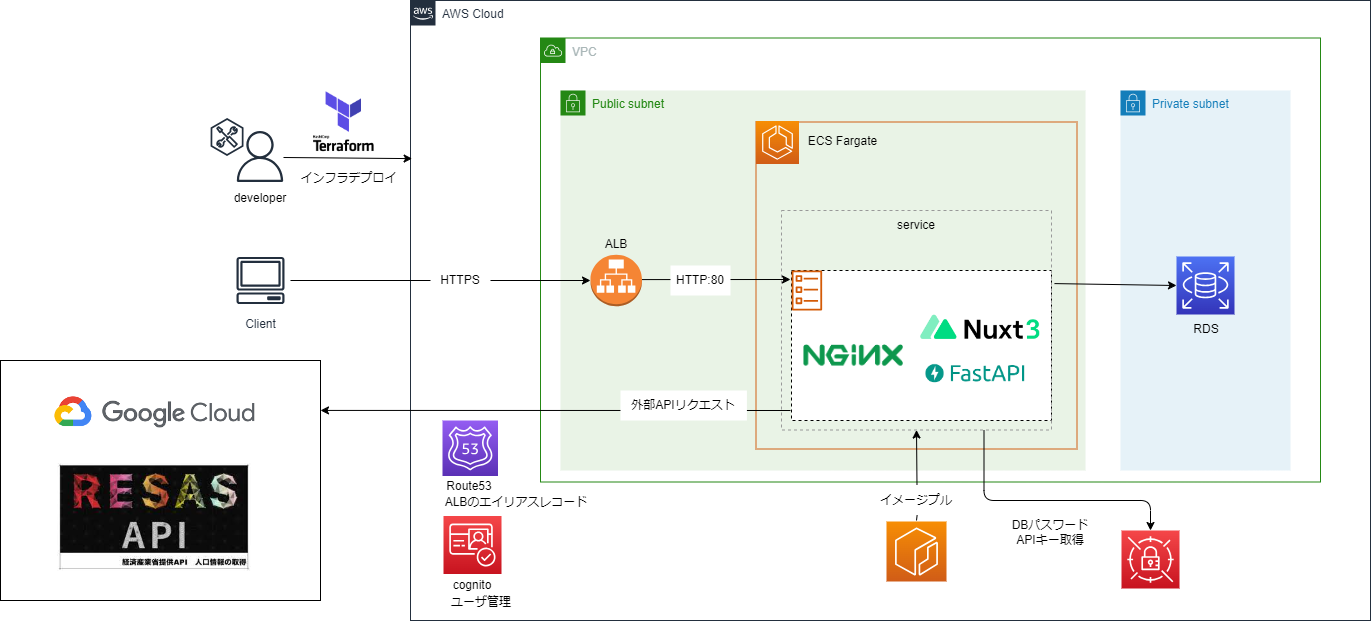 aws
AWS Cloud
VPC
Public subnet
Private subnet
ECS Fargate
HashiCorp
Terraform
インフラデプロイ
developer
service
ALB
HTTPS
HTTP:80
Client
NGINX
Nuxt3
FastAPI
RDS
外部APIリクエスト
Google Cloud
RESAS
API
経済産業省提供API 人口情報の取得
53
Route53
ALBのエイリアスレコード
cognito
ユーザ管理
イメージプル
DBパスワード
APIキー取得